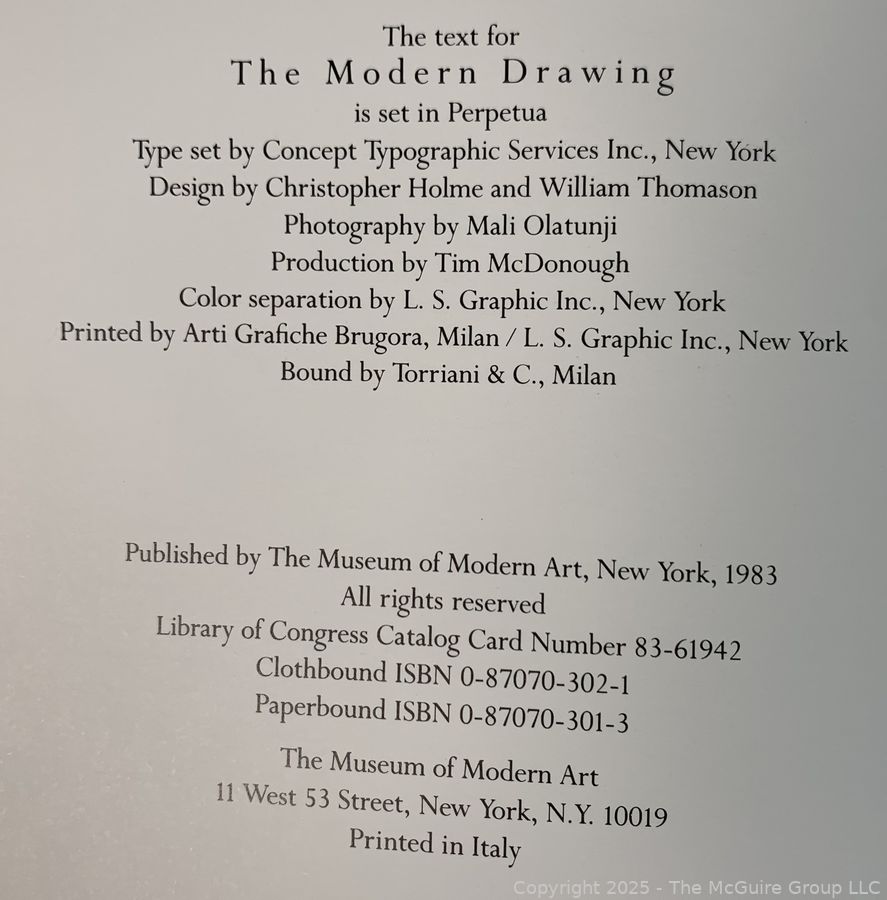 The text for
The Modern Drawing
is set in Perpetua
Type set by Concept Typographic Services Inc., New York
Design by Christopher Holme and William Thomason
Photography by Mali Olatunji
Production by Tim McDonough
Color separation by L. S. Graphic Inc., New York
Printed by Arti Grafiche Brugora, Milan / L. S. Graphic Inc., New York
Bound by Torriani & C., Milan
Published by The Museum of Modern Art, New York, 1983
All rights reserved
Library of Congress Catalog Card Number 83-61942
Clothbound ISBN 0-87070-302-1
Paperbound ISBN 0-87070-301-3
The Museum of Modern Art
11 West 53 Street, New York, N.Y. 10019
Printed in Italy
Copyright 2025 - The McGuire Group LLC